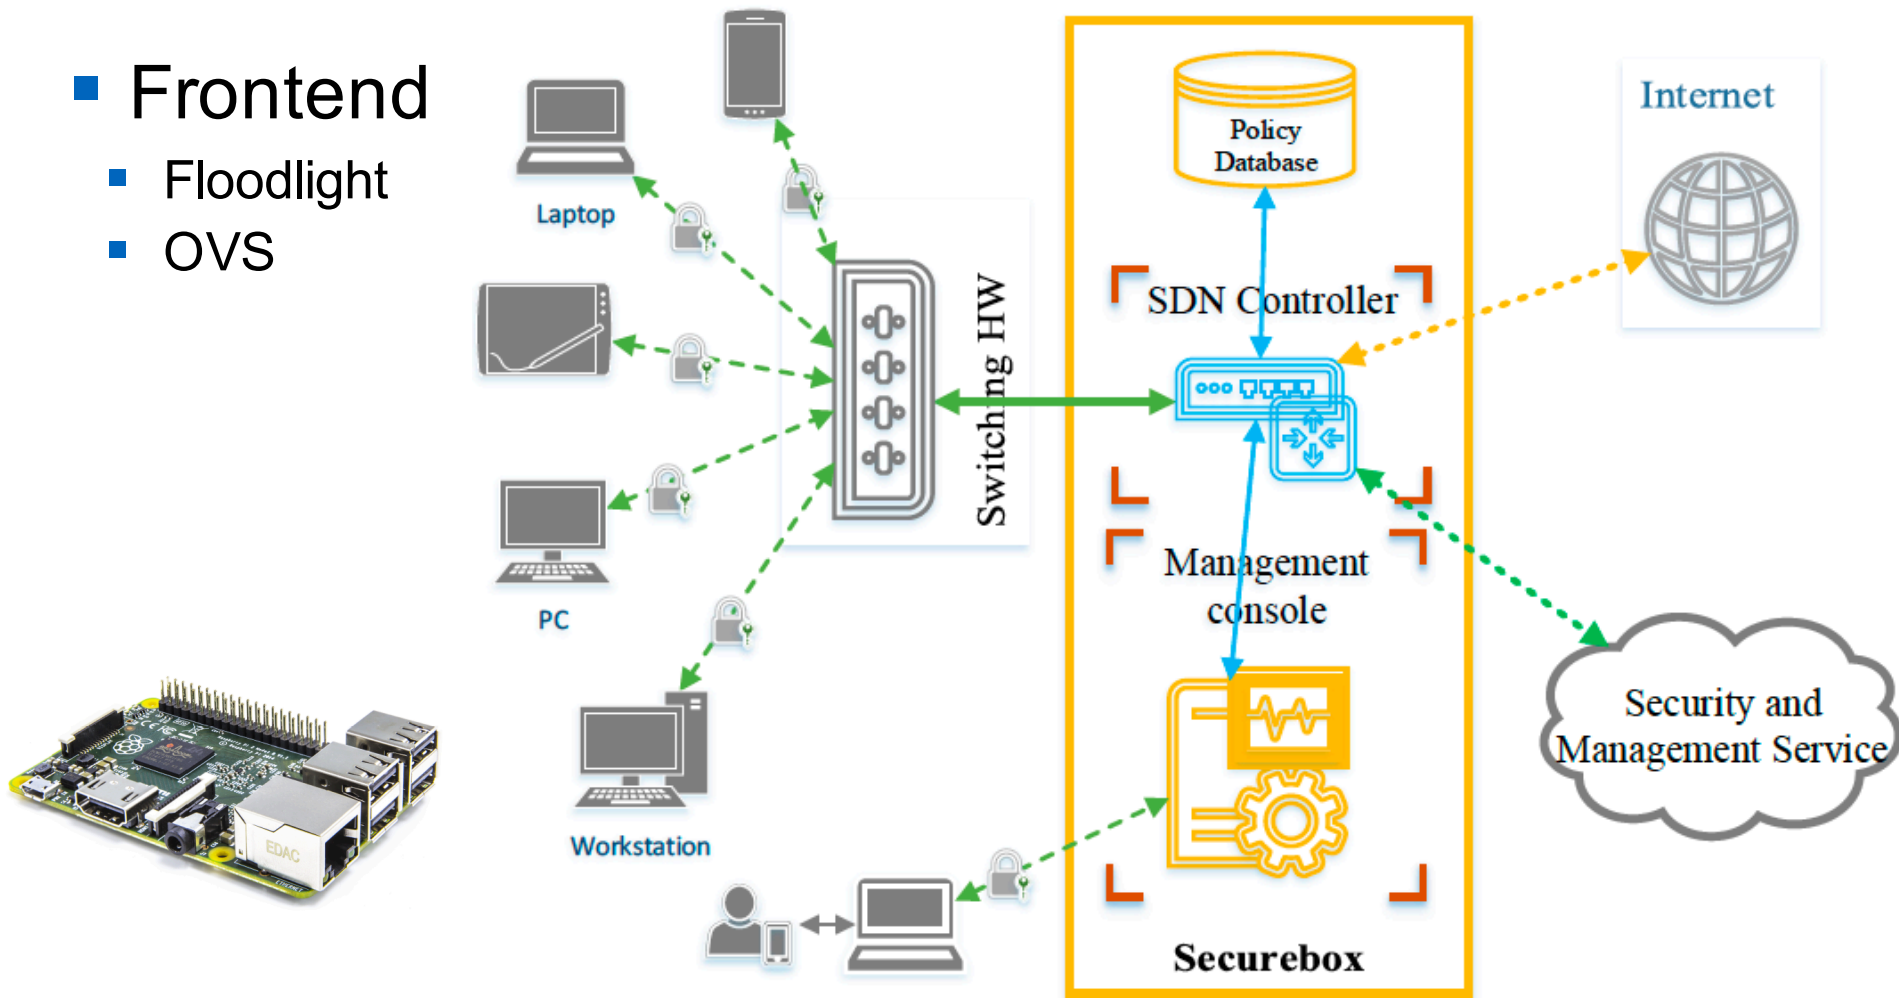 Frontend
Floodlight
OVS
Laptop
PC
Workstation
Switching HW
Policy
Database
SDN Controller
Management
console
Securebox
Internet
Security and
Management Service
EDAC